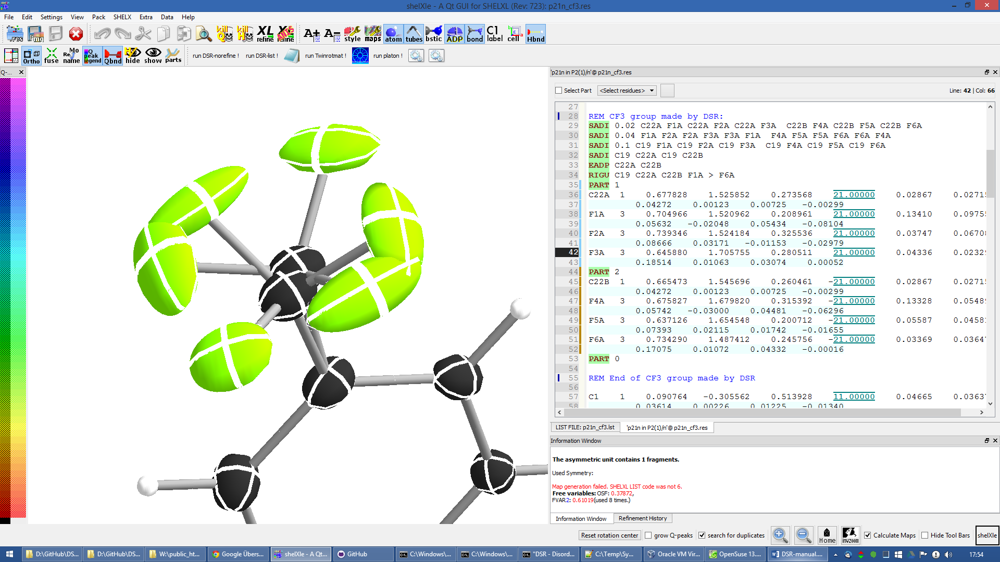 shelXle - A Qt GUI for SHELXL (Rev: 723): p21n_cf3.res
File Edit Settings View Pack SHELX Extra Data Help
.res img kill Q kill H XL refine refine A+ A- style maps atom tubes bstic ADP bond C1 label cell Hbnd
Ortho fuse ReMo name Q Peak legend Qbnd hide show parts run DSR-norefine ! run DSR-list ! run Twinrotmat ! run platon !
Q-...
'p21n in P2(1)/n'@ p21n_cf3.res
Select Part <Select residues> Line: 42 | Col: 66
27
28 REM CF3 group made by DSR:
29 SADI 0.02 C22A F1A C22A F2A C22A F3A C22B F4A C22B F5A C22B F6A
30 SADI 0.04 F1A F2A F2A F3A F3A F1A F4A F5A F5A F6A F6A F4A
31 SADI 0.1 C19 F1A C19 F2A C19 F3A C19 F4A C19 F5A C19 F6A
32 SADI C19 C22A C19 C22B
33 EADP C22A C22B
34 RIGU C19 C22A C22B F1A > F6A
35 PART 1
36 C22A 1 0.677828 1.525852 0.273568 21.00000 0.02867 0.0271
37 0.04272 0.00123 0.00725 -0.00299
38 F1A 3 0.704966 1.520962 0.208961 21.00000 0.13410 0.0975
39 0.05632 -0.02048 0.05434 -0.08104
40 F2A 3 0.739346 1.524184 0.325536 21.00000 0.03747 0.0670
41 0.08666 0.03171 -0.01153 -0.02979
42 F3A 3 0.645880 1.705755 0.280511 21.00000 0.04336 0.0232
43 0.18514 0.01063 0.03074 0.00052
44 PART 2
45 C22B 1 0.665473 1.545696 0.260461 -21.00000 0.02867 0.0271
46 0.04272 0.00123 0.00725 -0.00299
47 F4A 3 0.675827 1.679820 0.315392 -21.00000 0.13328 0.0548
48 0.05742 -0.03000 0.04481 -0.06296
49 F5A 3 0.637126 1.654548 0.200712 -21.00000 0.05587 0.0458
50 0.07393 0.02115 0.01742 -0.01655
51 F6A 3 0.734290 1.487412 0.245756 -21.00000 0.03369 0.0364
52 0.17075 0.01072 0.04332 -0.00016
53 PART 0
54
55 REM End of CF3 group made by DSR
56
57 C1 1 0.090764 -0.305562 0.513928 11.00000 0.04665 0.0363
58 0.03614 0.00226 0.01225 -0.01340
LIST FILE: p21n_cf3.lst 'p21n in P2(1)/n'@ p21n_cf3.res
Information Window
The asymmetric unit contains 1 fragments.
Used Symmetry:
Map generation failed. SHELXL LIST code was not 6.
Free variables: OSF: 0.37872,
FVAR2: 0.61019(used 8 times.)
Information Window Refinement History
Reset rotation center grow Q-peaks search for duplicates Home invzoom Calculate Maps Hide Tool Bars shelXle
D:\GitHub\DS... D:\GitHub\DS... W:\public_ht... Google Übers... shelXle - A Qt... GitHub C:\Windows\... C:\Windows\... "DSR - Disord... C:\Temp\Sy... Oracle VM Vir... OpenSuse 13.... DSR-manual.... 17:54